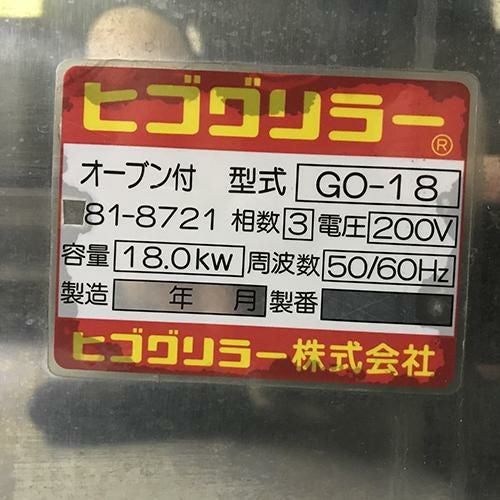 ヒゴグリラー®
オーブン付 型式 GO-18
81-8721 相数 3 電圧 200V
容量 18.0kw 周波数 50/60Hz
製造 年 月 製番
ヒゴグリラー株式会社